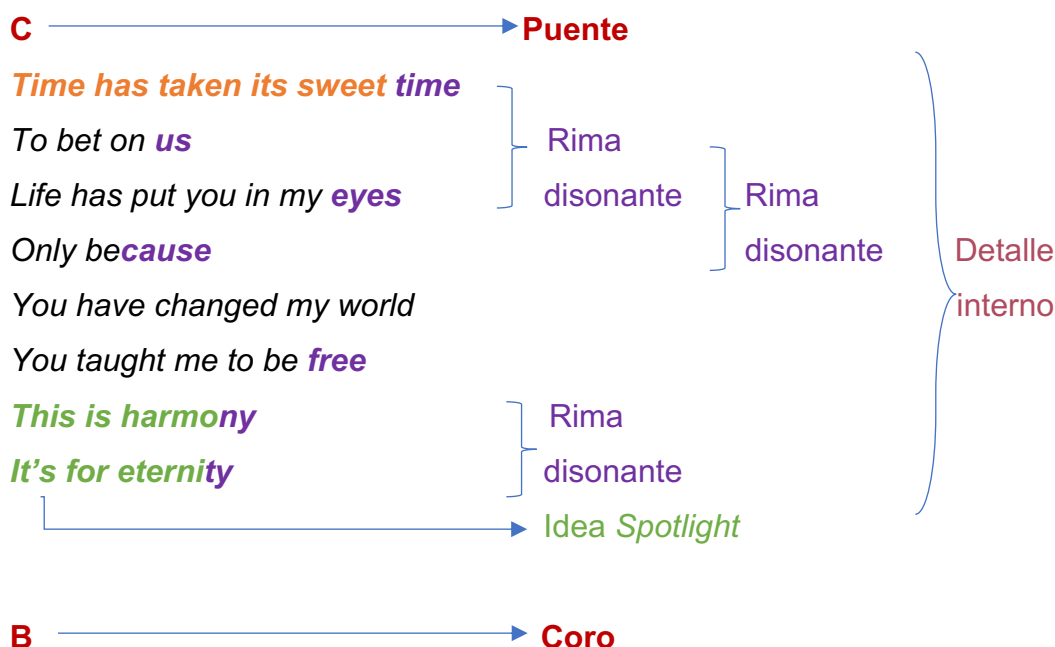 C Puente
Time has taken its sweet time
To bet on us Rima
Life has put you in my eyes disonante Rima
Only because disonante Detalle
You have changed my world interno
You taught me to be free
This is harmony Rima
It's for eternity disonante
Idea Spotlight
B Coro